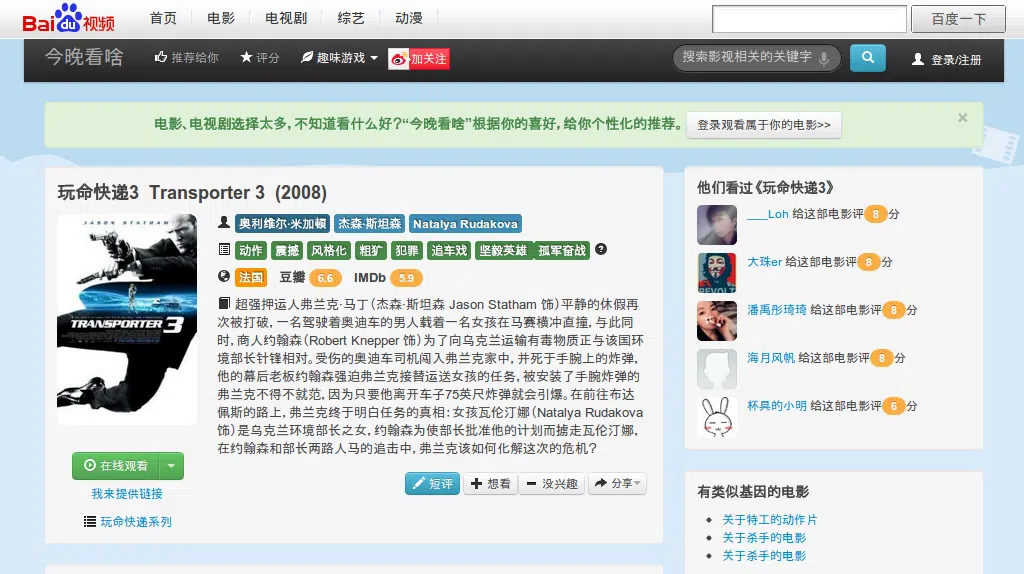 Bai du 视频 首页 电影 电视剧 综艺 动漫 百度一下
今晚看啥 推荐给你 评分 趣味游戏 加关注 搜索影视相关的关键字 登录/注册
电影、电视剧选择太多，不知道看什么好？“今晚看啥”根据你的喜好，给你个性化的推荐。 登录观看属于你的电影>> ×
玩命快递3 Transporter 3 (2008)
JASON STATHAM
TRANSPORTER 3
奥利维尔·米加顿 杰森·斯坦森 Natalya Rudakova
动作 震撼 风格化 粗犷 犯罪 追车戏 坚毅英雄 孤军奋战 ?
法国 豆瓣 6.6 IMDb 5.9
超强押运人弗兰克·马丁（杰森·斯坦森 Jason Statham 饰）平静的休假再
次被打破，一名驾驶着奥迪车的男人载着一名女孩在马赛横冲直撞，与此同
时，商人约翰森（Robert Knepper 饰）为了向乌克兰运输有毒物质正与该国环
境部长针锋相对。受伤的奥迪司机闯入弗兰克家中，并死于手腕上的炸弹，
他的幕后老板约翰森强迫弗兰克接替运送女孩的任务，被安装了手腕炸弹的
弗兰克不得不就范，因为只要他离开车子75英尺炸弹就会引爆。在前往布达
佩斯的路上，弗兰克终于明白任务的真相：女孩瓦伦汀娜（Natalya Rudakova
饰）是乌克兰环境部长之女，约翰森为使部长批准他的计划而掳走瓦伦汀娜，
在约翰森和部长两路人马的追击中，弗兰克该如何化解这次的危机？
在线观看
我来提供链接
玩命快递系列
短评 想看 没兴趣 分享
他们看过《玩命快递3》
___Loh 给这部电影评 8 分
REVOLT
大珠er 给这部电影评 8 分
潘禹彤琦琦 给这部电影评 8 分
海月风帆 给这部电影评 8 分
杯具的小明 给这部电影评 6 分
有类似基因的电影
关于特工的动作片
关于杀手的电影
关于杀手的电影